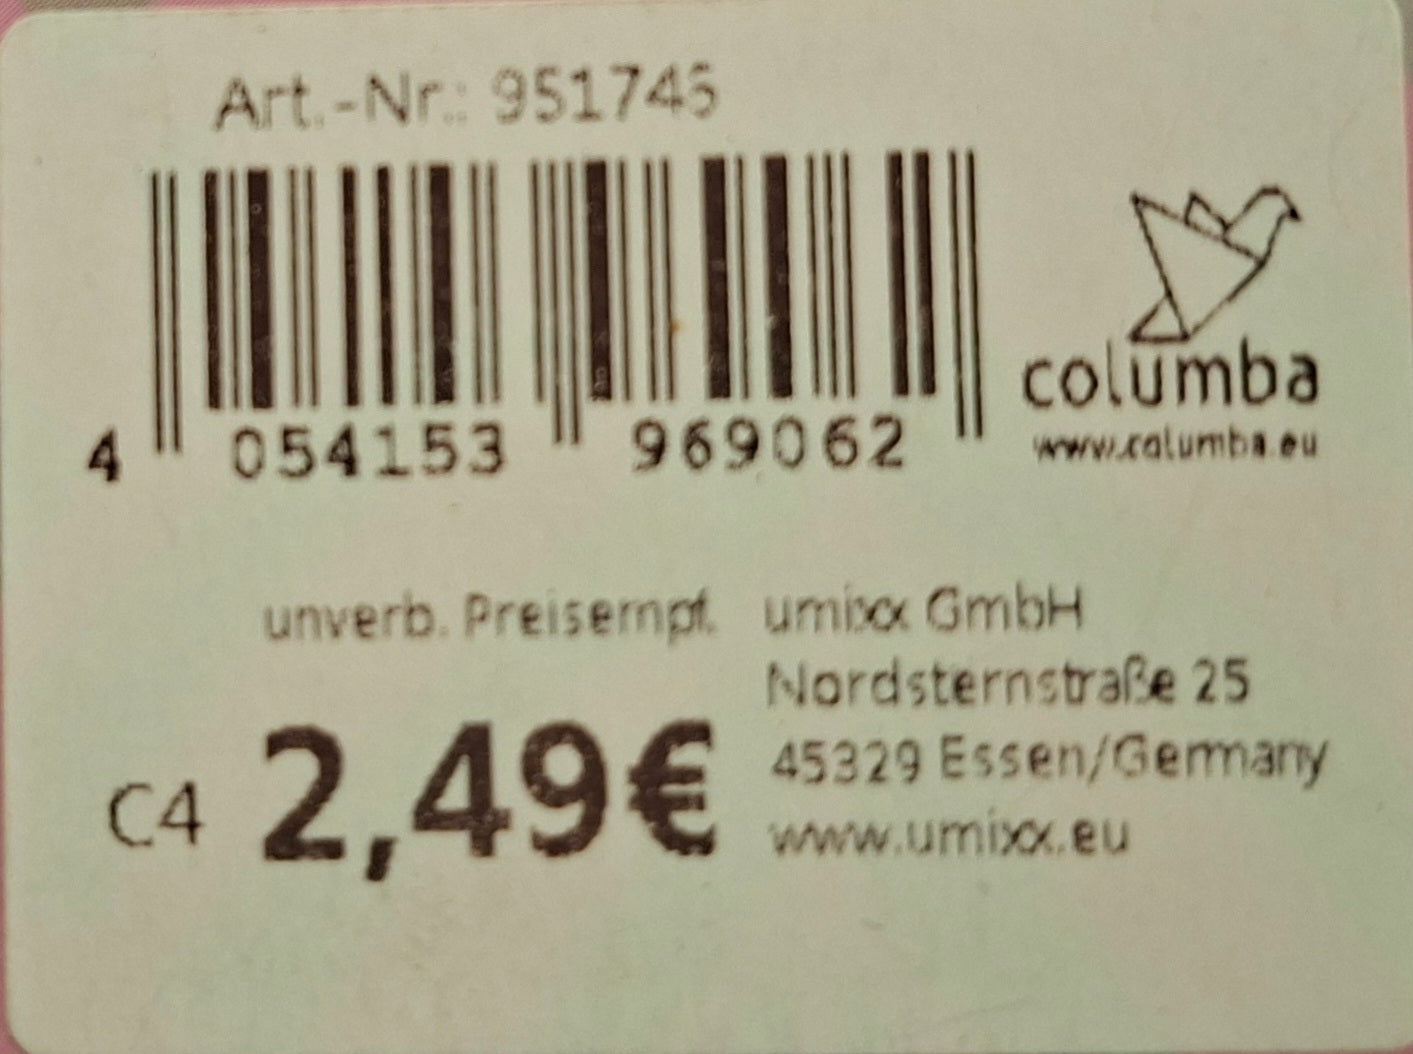 Art.-Nr.: 951746
4 054153 969062
columba
www.columba.eu
unverb. Preisempf.
C4 2,49€
umixx GmbH
Nordsternstraße 25
45329 Essen/Germany
www.umixx.eu